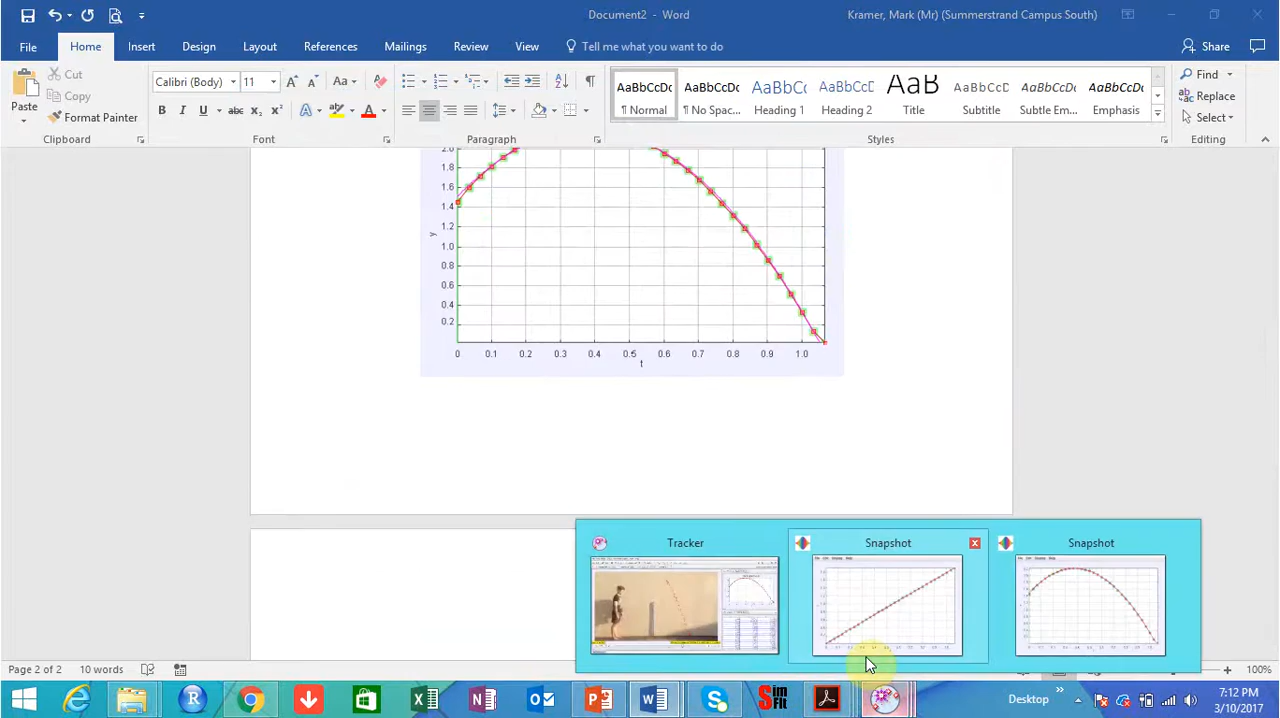 Document2 - Word
Kramer, Mark (Mr) (Summerstrand Campus South)
File Home Insert Design Layout References Mailings Review View Tell me what you want to do Share
Paste
Cut
Copy
Format Painter
Clipboard
Calibri (Body) 11
Font
Paragraph
AaBbCcDc AaBbCcDc AaBbCc AaBbCcD AaB AaBbCcD AaBbCcDc AaBbCcDc
¶ Normal ¶ No Spac... Heading 1 Heading 2 Title Subtitle Subtle Em... Emphasis
Styles
Find
Replace
Select
Editing
2.0
1.8
1.6
1.4
y
1.2
1.0
0.8
0.6
0.4
0.2
0 0.1 0.2 0.3 0.4 0.5 0.6 0.7 0.8 0.9 1.0
t
Tracker
Snapshot
Snapshot
Page 2 of 2 10 words
100%
Sim Fit
Desktop
7:12 PM
3/10/2017